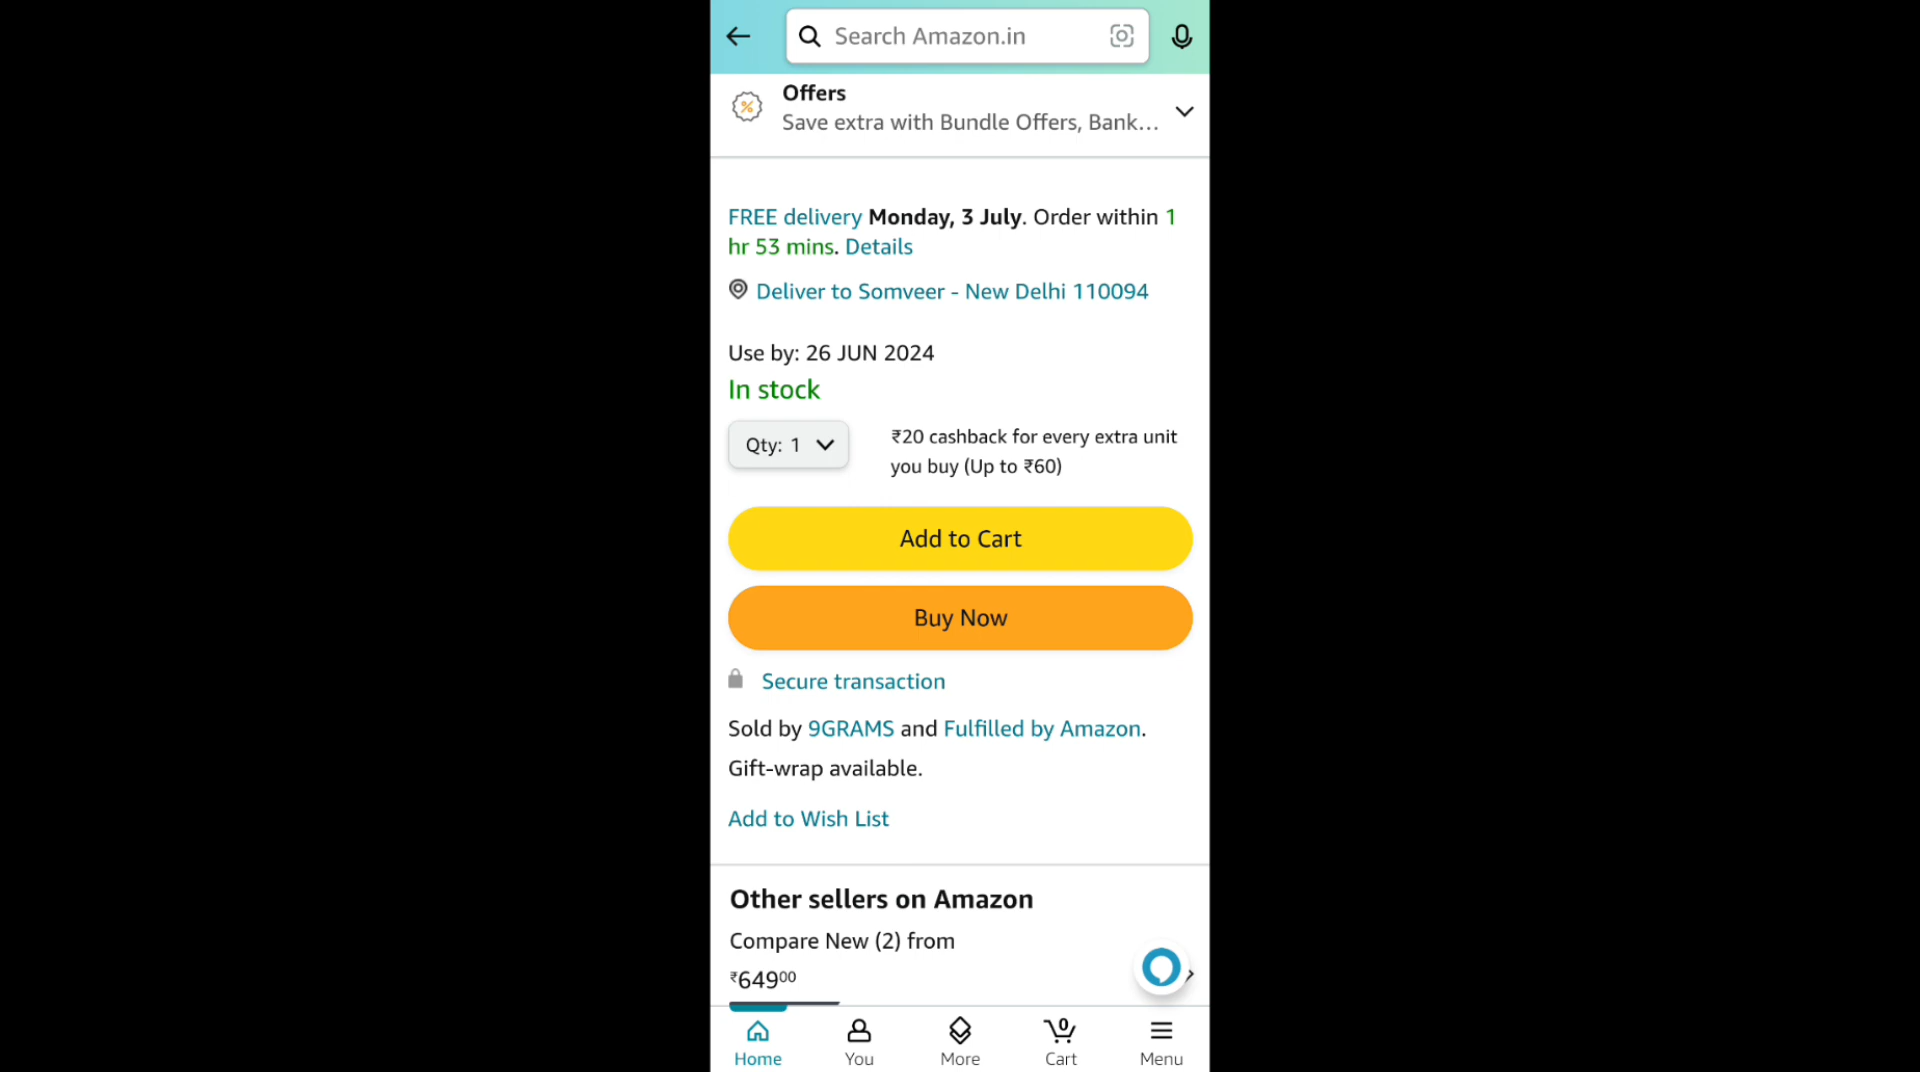 Search Amazon.in
Offers
Save extra with Bundle Offers, Bank...
FREE delivery Monday, 3 July. Order within 1
hr 53 mins. Details
Deliver to Somveer - New Delhi 110094
Use by: 26 JUN 2024
In stock
Qty: 1
₹20 cashback for every extra unit
you buy (Up to ₹60)
Add to Cart
Buy Now
Secure transaction
Sold by 9GRAMS and Fulfilled by Amazon.
Gift-wrap available.
Add to Wish List
Other sellers on Amazon
Compare New (2) from
₹64900
0
Home You More Cart Menu